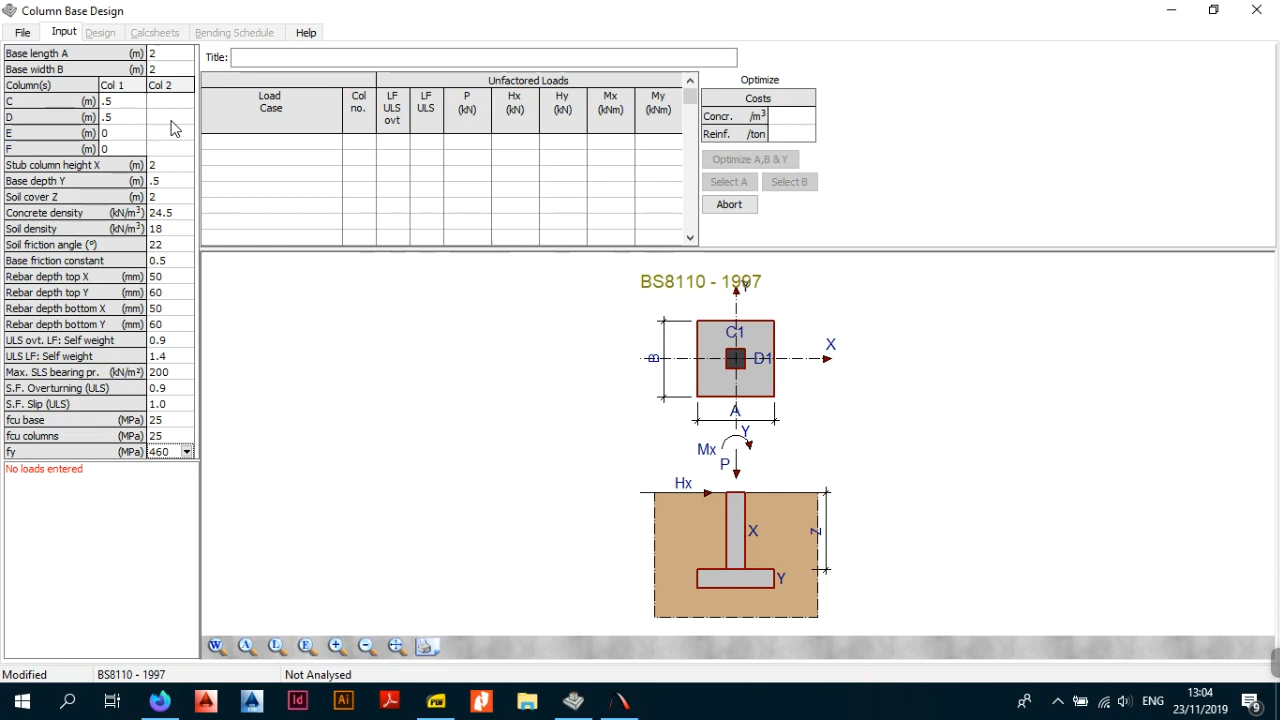 Column Base Design
File Input Design Calcsheets Bending Schedule Help
Base length A (m) 2
Base width B (m) 2
Column(s) Col 1 Col 2
C (m) .5
D (m) .5
E (m) 0
F (m) 0
Stub column height X (m) 2
Base depth Y (m) .5
Soil cover Z (m) 2
Concrete density (kN/m³) 24.5
Soil density (kN/m³) 18
Soil friction angle (°) 22
Base friction constant 0.5
Rebar depth top X (mm) 50
Rebar depth top Y (mm) 60
Rebar depth bottom X (mm) 50
Rebar depth bottom Y (mm) 60
ULS ovt. LF: Self weight 0.9
ULS LF: Self weight 1.4
Max. SLS bearing pr. (kN/m²) 200
S.F. Overturning (ULS) 0.9
S.F. Slip (ULS) 1.0
fcu base (MPa) 25
fcu columns (MPa) 25
fy (MPa) 460
No loads entered
Title:
Unfactored Loads
Load Case Col no. LF ULS ovt LF ULS P (kN) Hx (kN) Hy (kN) Mx (kNm) My (kNm)
Optimize
Costs
Concr. /m³
Reinf. /ton
Optimize A,B & Y
Select A Select B
Abort
BS8110 - 1997
Y
C1
X
B
D1
A
Y
Mx
P
Hx
X
Z
Y
W A L E
Modified BS8110 - 1997 Not Analysed
Id Ai PDF ENG
13:04
23/11/2019
9